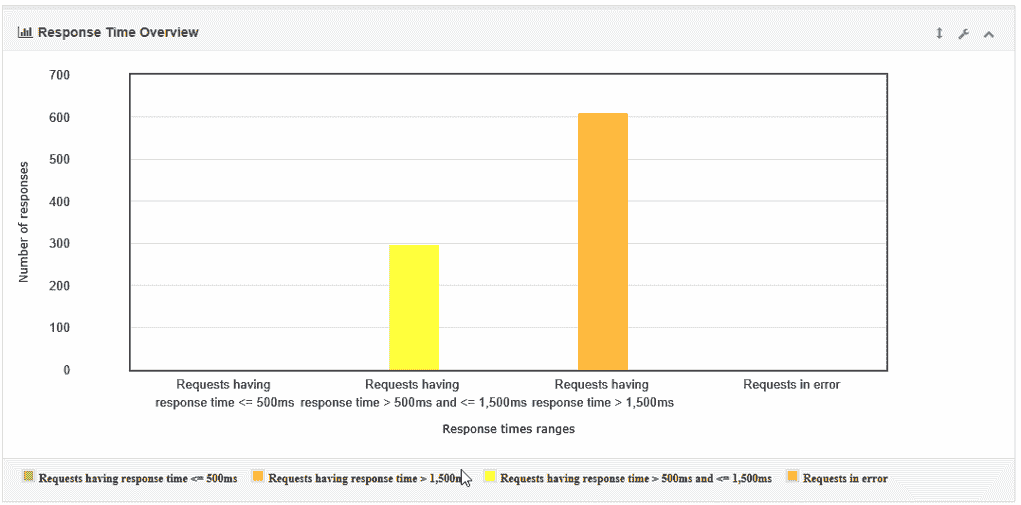 Response Time Overview
700
600
500
400
300
200
100
0
Number of responses
Requests having
response time <= 500ms
Requests having
response time > 500ms and <= 1,500ms
Requests having
response time > 1,500ms
Requests in error
Response times ranges
Requests having response time <= 500ms
Requests having response time > 1,500m
Requests having response time > 500ms and <= 1,500ms
Requests in error